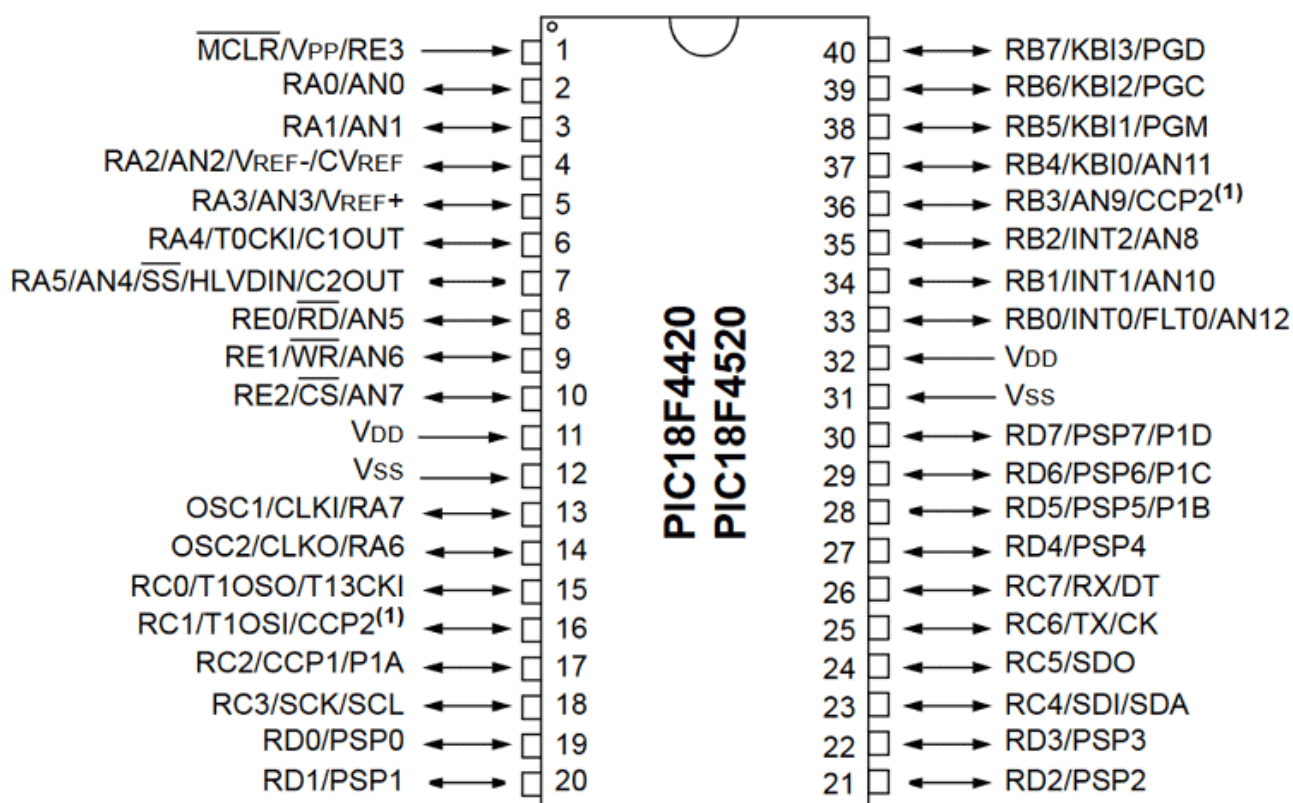 MCLR/VPP/RE3 1 40 RB7/KBI3/PGD
RA0/AN0 2 39 RB6/KBI2/PGC
RA1/AN1 3 38 RB5/KBI1/PGM
RA2/AN2/VREF-/CVREF 4 37 RB4/KBI0/AN11
RA3/AN3/VREF+ 5 36 RB3/AN9/CCP2(1)
RA4/T0CKI/C1OUT 6 35 RB2/INT2/AN8
RA5/AN4/SS/HLVDIN/C2OUT 7 34 RB1/INT1/AN10
RE0/RD/AN5 8 33 RB0/INT0/FLT0/AN12
RE1/WR/AN6 9 32 VDD
RE2/CS/AN7 10 31 VSS
VDD 11 30 RD7/PSP7/P1D
VSS 12 29 RD6/PSP6/P1C
OSC1/CLKI/RA7 13 28 RD5/PSP5/P1B
OSC2/CLKO/RA6 14 27 RD4/PSP4
RC0/T1OSO/T13CKI 15 26 RC7/RX/DT
RC1/T1OSI/CCP2(1) 16 25 RC6/TX/CK
RC2/CCP1/P1A 17 24 RC5/SDO
RC3/SCK/SCL 18 23 RC4/SDI/SDA
RD0/PSP0 19 22 RD3/PSP3
RD1/PSP1 20 21 RD2/PSP2
PIC18F4420
PIC18F4520